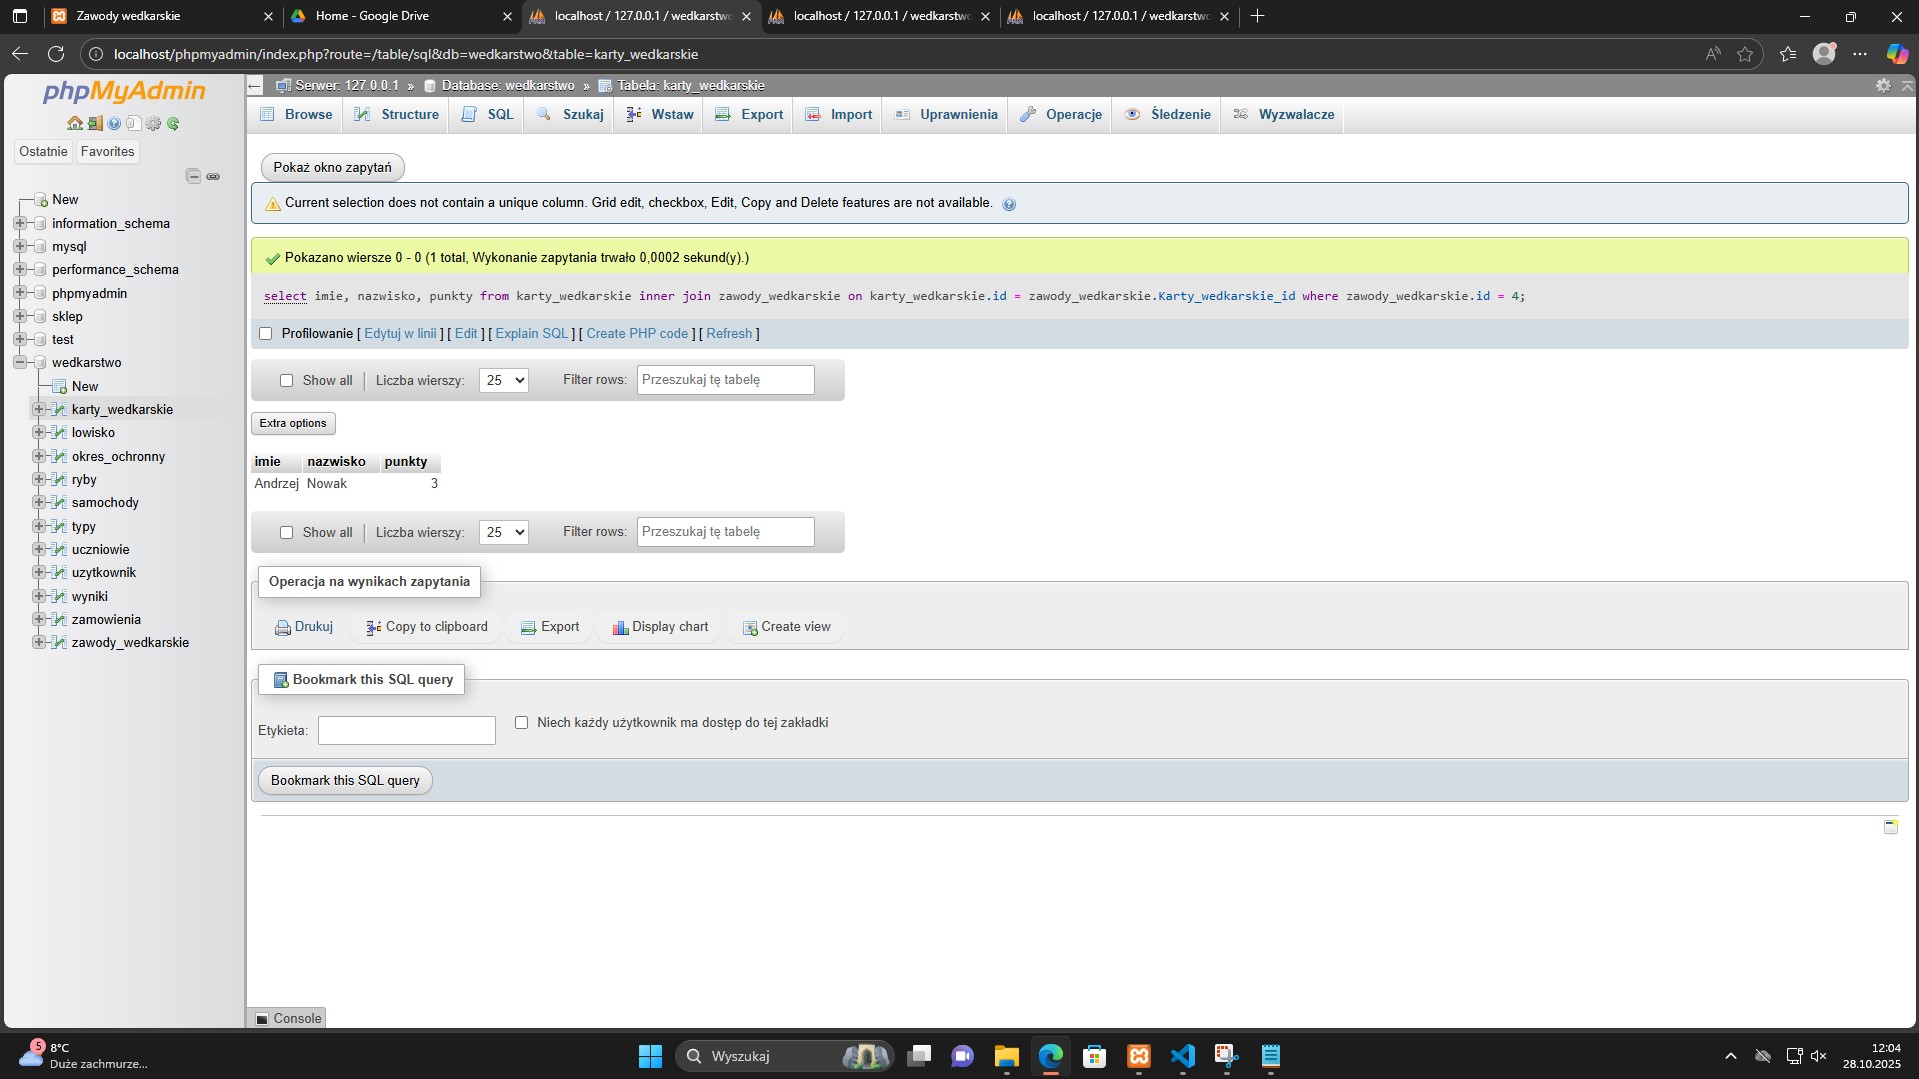 Zawody wedkarskie
Home - Google Drive
localhost / 127.0.0.1 / wedkarstwo
localhost / 127.0.0.1 / wedkarstwo
localhost / 127.0.0.1 / wedkarstwo
localhost/phpmyadmin/index.php?route=/table/sql&db=wedkarstwo&table=karty_wedkarskie
phpMyAdmin
Ostatnie Favorites
New
information_schema
mysql
performance_schema
phpmyadmin
sklep
test
wedkarstwo
New
karty_wedkarskie
lowisko
okres_ochronny
ryby
samochody
typy
uczniowie
uzytkownik
wyniki
zamowienia
zawody_wedkarskie
Serwer: 127.0.0.1 » Database: wedkarstwo » Tabela: karty_wedkarskie
Browse Structure SQL Szukaj Wstaw Export Import Uprawnienia Operacje Śledzenie Wyzwalacze
Pokaż okno zapytań
Current selection does not contain a unique column. Grid edit, checkbox, Edit, Copy and Delete features are not available.
Pokazano wiersze 0 - 0 (1 total, Wykonanie zapytania trwało 0,0002 sekund(y).)
select imie, nazwisko, punkty from karty_wedkarskie inner join zawody_wedkarskie on karty_wedkarskie.id = zawody_wedkarskie.Karty_wedkarskie_id where zawody_wedkarskie.id = 4;
Profilowanie [ Edytuj w linii ] [ Edit ] [ Explain SQL ] [ Create PHP code ] [ Refresh ]
Show all | Liczba wierszy: 25 Filter rows: Przeszukaj tę tabelę
Extra options
imie nazwisko punkty
Andrzej Nowak 3
Show all | Liczba wierszy: 25 Filter rows: Przeszukaj tę tabelę
Operacja na wynikach zapytania
Drukuj Copy to clipboard Export Display chart Create view
Bookmark this SQL query
Etykieta: Niech każdy użytkownik ma dostęp do tej zakładki
Bookmark this SQL query
Console
5
8°C
Duże zachmurze...
Wyszukaj
12:04
28.10.2025